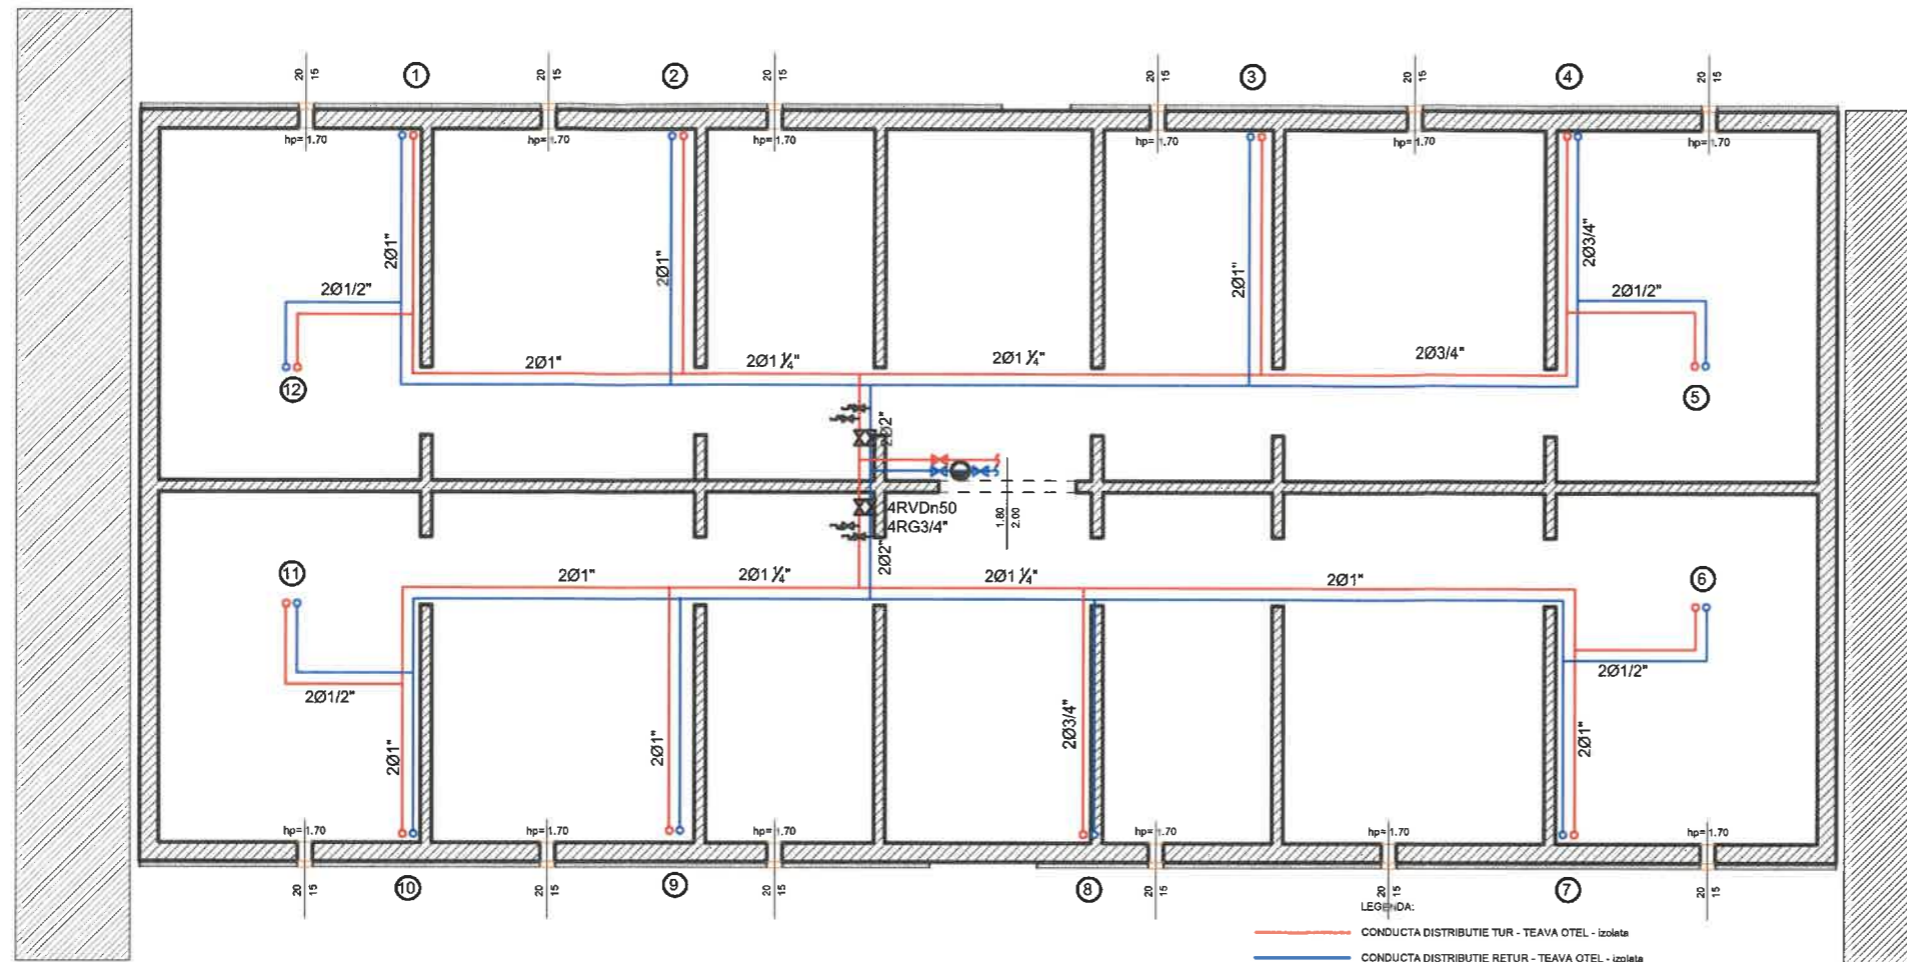 1 2 3 4
20 15 20 15 20 15 20 15 20 15 20 15
hp= 1.70 hp= 1.70 hp= 1.70 hp= 1.70 hp= 1.70 hp= 1.70
2Ø1" 2Ø1" 2Ø1" 2Ø3/4"
2Ø1/2" 2Ø1/2"
2Ø1" 2Ø1 ¼" 2Ø1 ¼" 2Ø3/4"
12 5
2Ø2"
4RVDn50
4RG3/4"
1.80
2.00
2Ø2"
11 6
2Ø1" 2Ø1 ¼" 2Ø1 ¼" 2Ø1"
2Ø1/2" 2Ø1/2"
2Ø1" 2Ø1" 2Ø3/4" 2Ø1"
hp= 1.70 hp= 1.70 hp= 1.70 hp= 1.70 hp= 1.70 hp= 1.70
10 9 8 7
20 15 20 15 20 15 20 15 20 15 20 15
LEGENDA:
CONDUCTA DISTRIBUTIE TUR - TEAVA OTEL - izolata
CONDUCTA DISTRIBUTIE RETUR - TEAVA OTEL - izolata